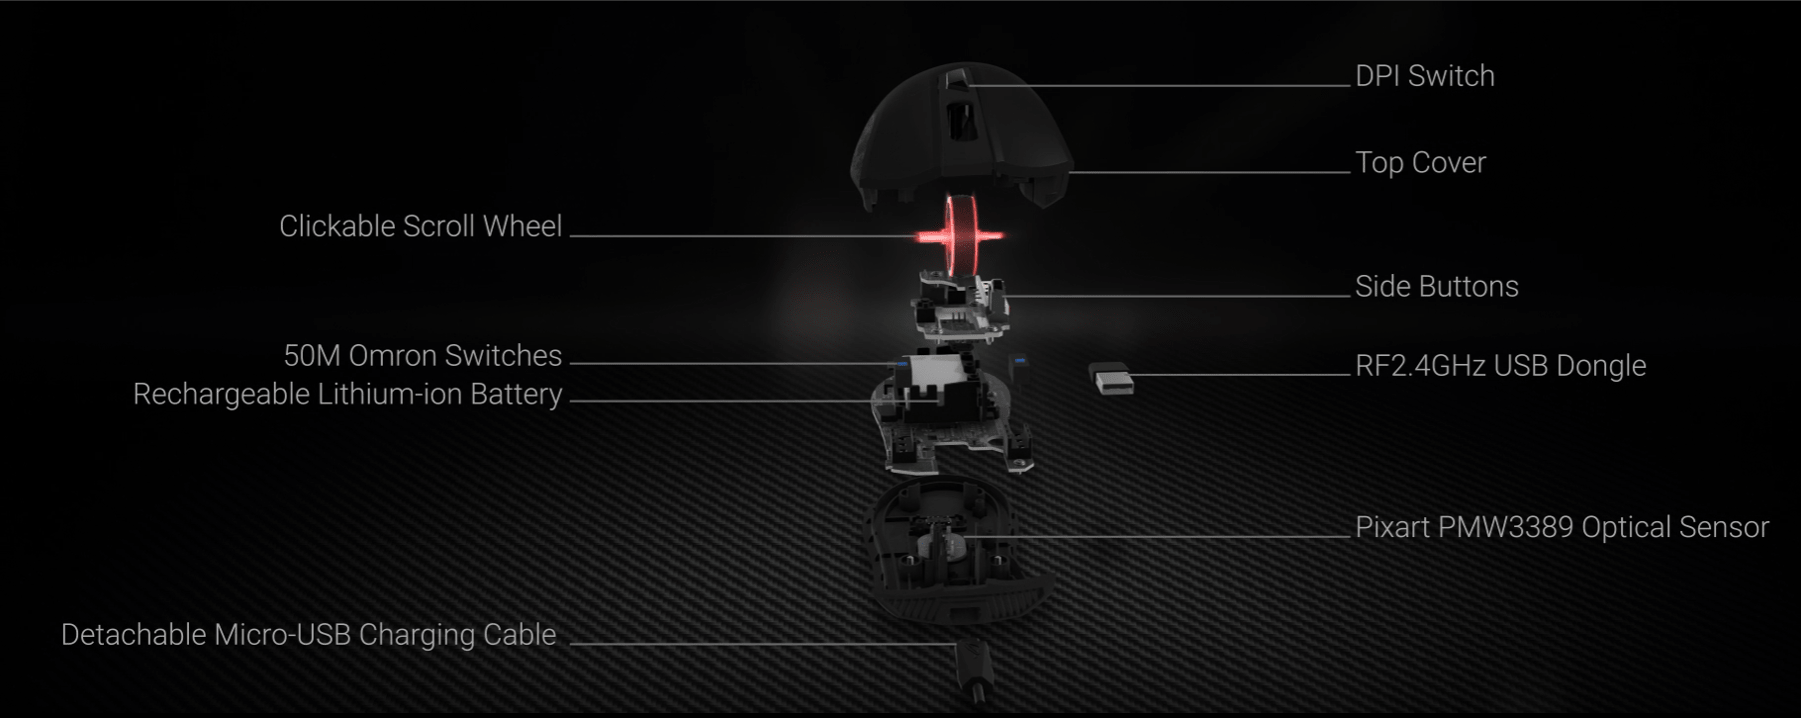 DPI Switch
Top Cover
Clickable Scroll Wheel
Side Buttons
50M Omron Switches
RF2.4GHz USB Dongle
Rechargeable Lithium-ion Battery
Pixart PMW3389 Optical Sensor
Detachable Micro-USB Charging Cable